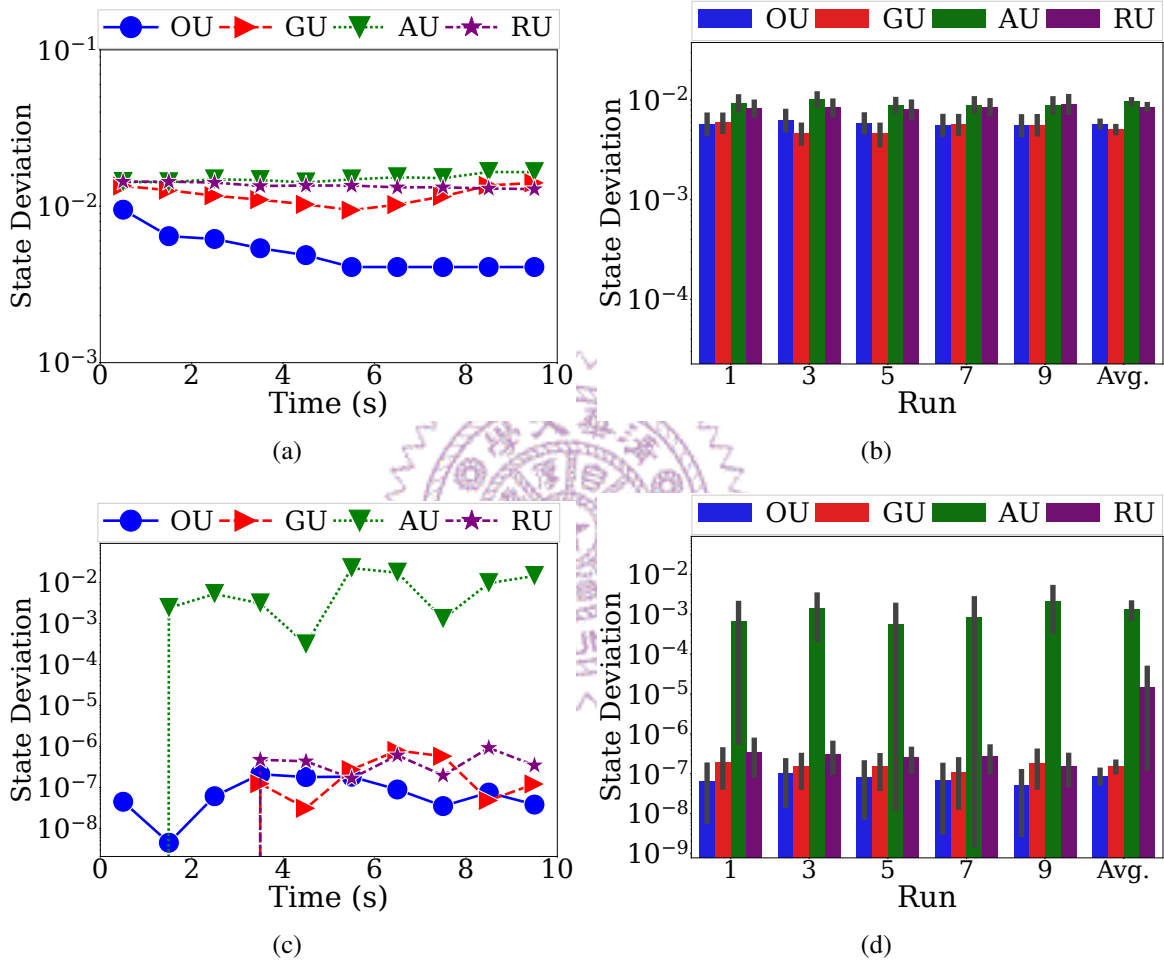 OU GU AU RU
10⁻¹
10⁻²
10⁻³
State Deviation
0 2 4 6 8 10
Time (s)
(a)
OU GU AU RU
10⁻²
10⁻³
10⁻⁴
State Deviation
1 3 5 7 9 Avg.
Run
(b)
OU GU AU RU
10⁻²
10⁻³
10⁻⁴
10⁻⁵
10⁻⁶
10⁻⁷
10⁻⁸
State Deviation
0 2 4 6 8 10
Time (s)
(c)
OU GU AU RU
10⁻²
10⁻³
10⁻⁴
10⁻⁵
10⁻⁶
10⁻⁷
10⁻⁸
10⁻⁹
State Deviation
1 3 5 7 9 Avg.
Run
(d)